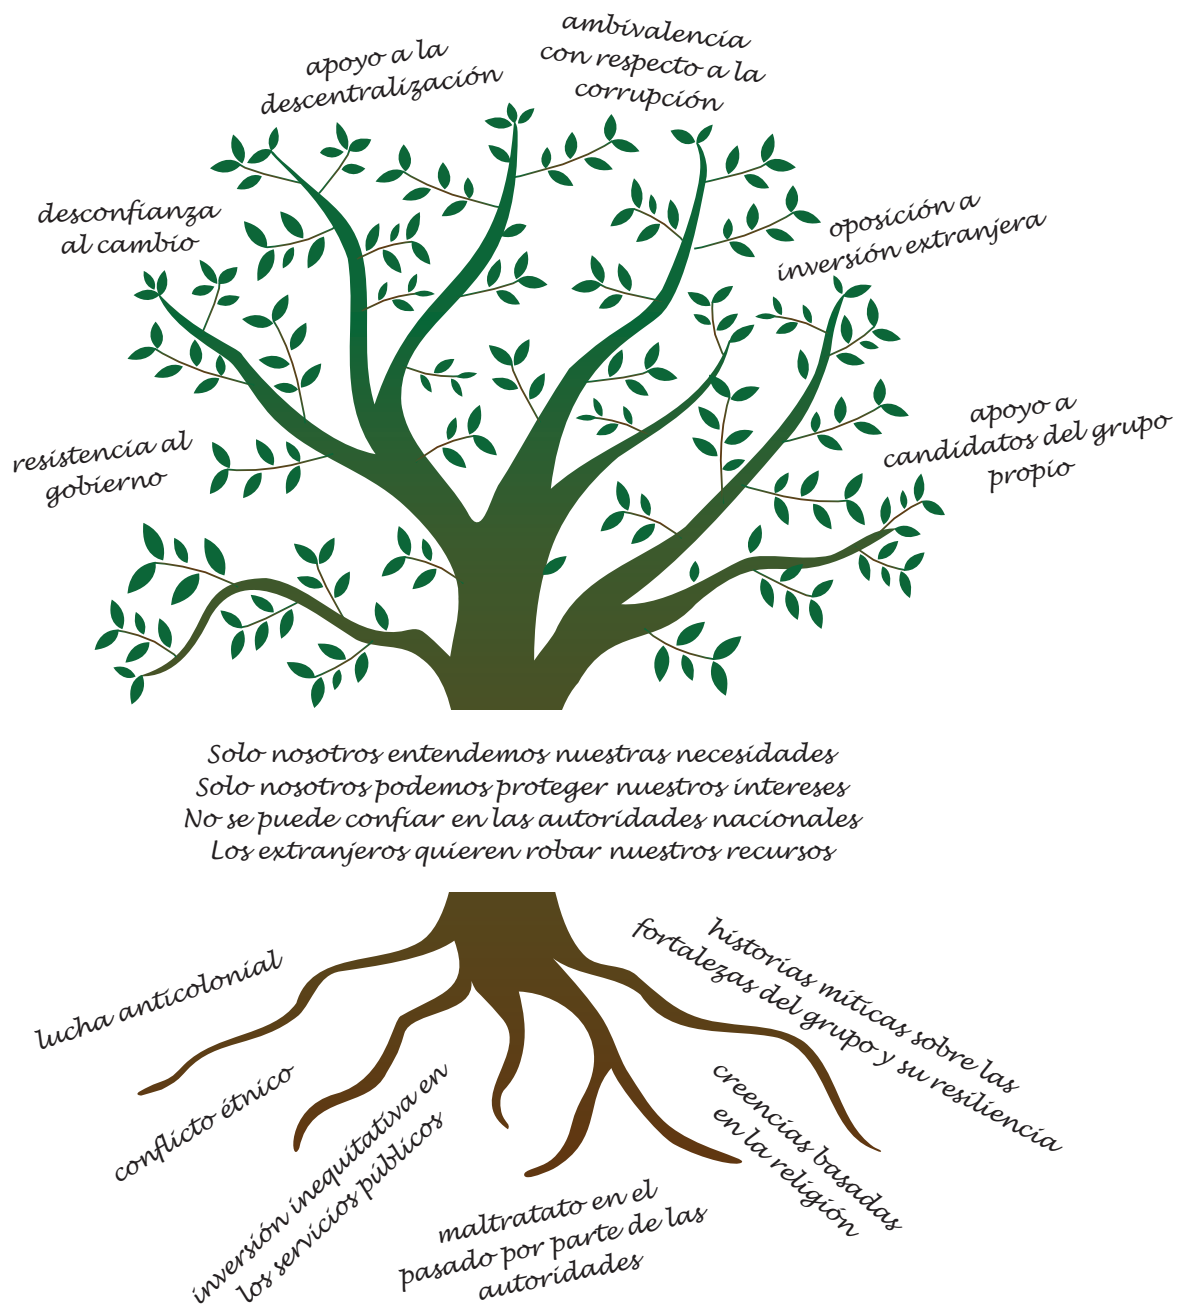 ambivalencia
con respecto a la
corrupción
apoyo a la
descentralización
desconfianza
al cambio
oposición a
inversión extranjera
apoyo a
candidatos del grupo
propio
resistencia al
gobierno
Solo nosotros entendemos nuestras necesidades
Solo nosotros podemos proteger nuestros intereses
No se puede confiar en las autoridades nacionales
Los extranjeros quieren robar nuestros recursos
lucha anticolonial
conflicto étnico
inversión inequitativa en
los servicios públicos
maltratato en el
pasado por parte de las
autoridades
creencias basadas
en la religión
historias míticas sobre las
fortalezas del grupo y su resiliencia